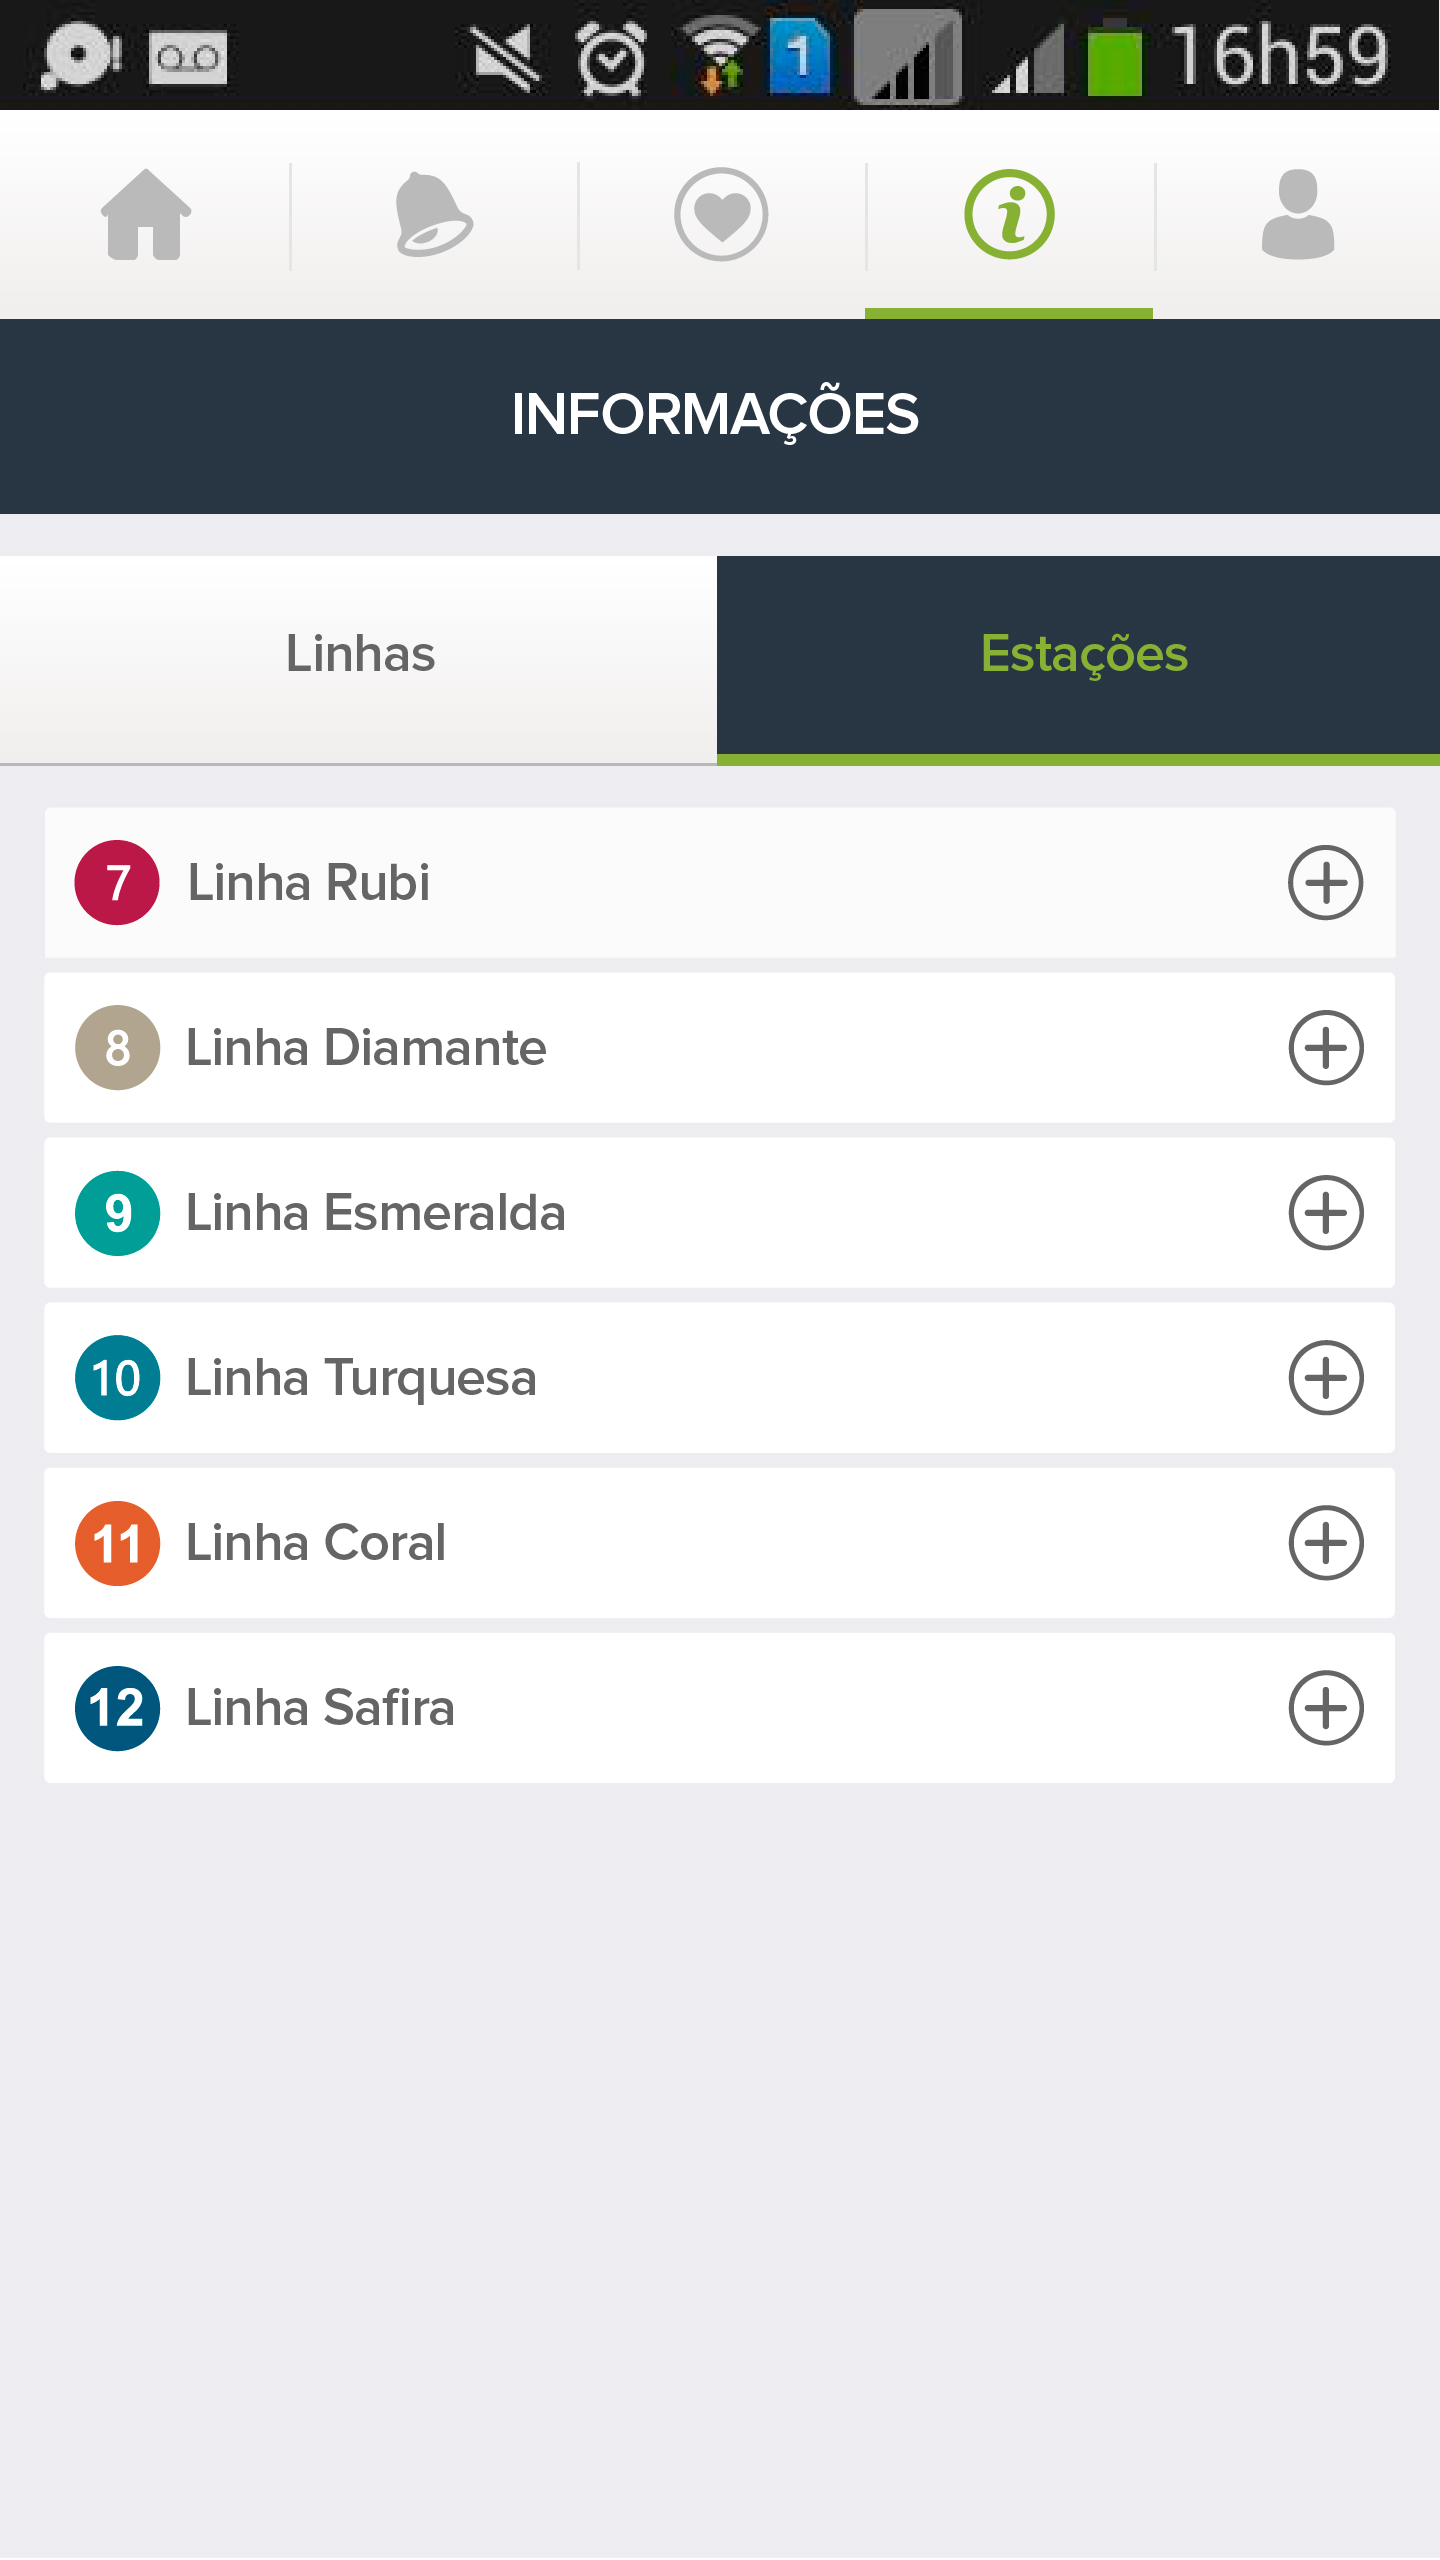 1 16h59
INFORMAÇÕES
Linhas Estações
7 Linha Rubi
8 Linha Diamante
9 Linha Esmeralda
10 Linha Turquesa
11 Linha Coral
12 Linha Safira